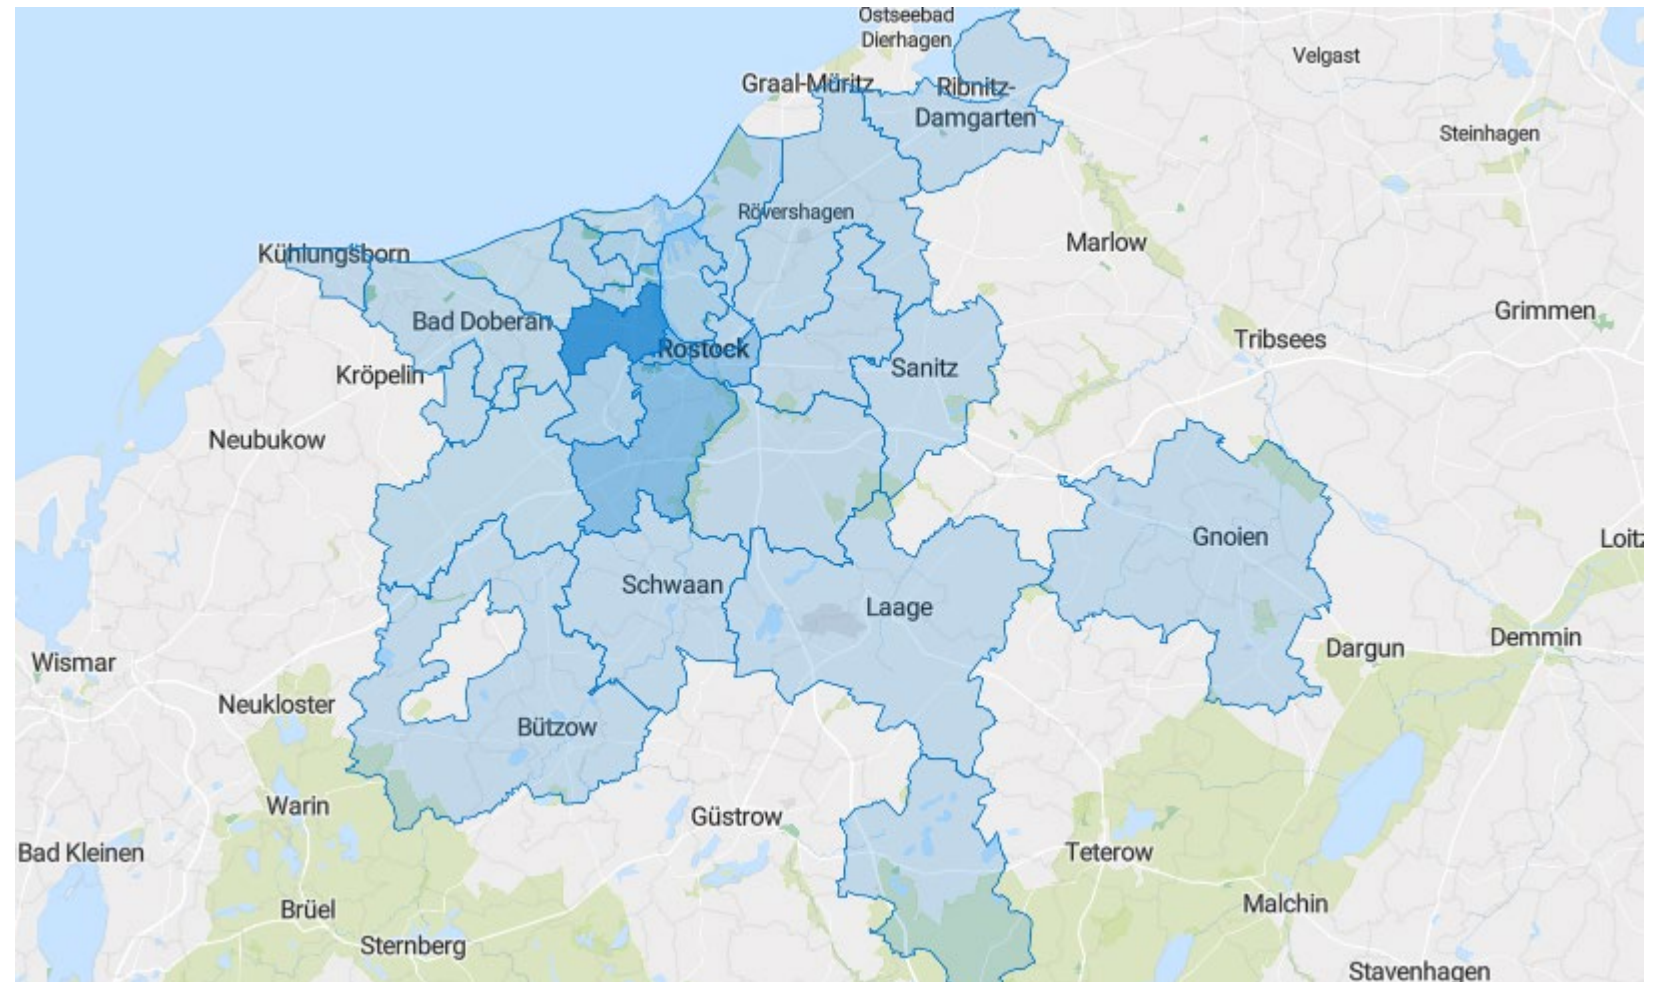 Ostseebad
Dierhagen
Velgast
Graal-Müritz
Ribnitz-
Damgarten
Steinhagen
Rövershagen
Marlow
Kühlungsborn
Grimmen
Bad Doberan
Tribsees
Rostock
Sanitz
Kröpelin
Neubukow
Gnoien
Loitz
Schwaan
Laage
Demmin
Dargun
Wismar
Neukloster
Bützow
Warin
Güstrow
Bad Kleinen
Teterow
Malchin
Brüel
Sternberg
Stavenhagen